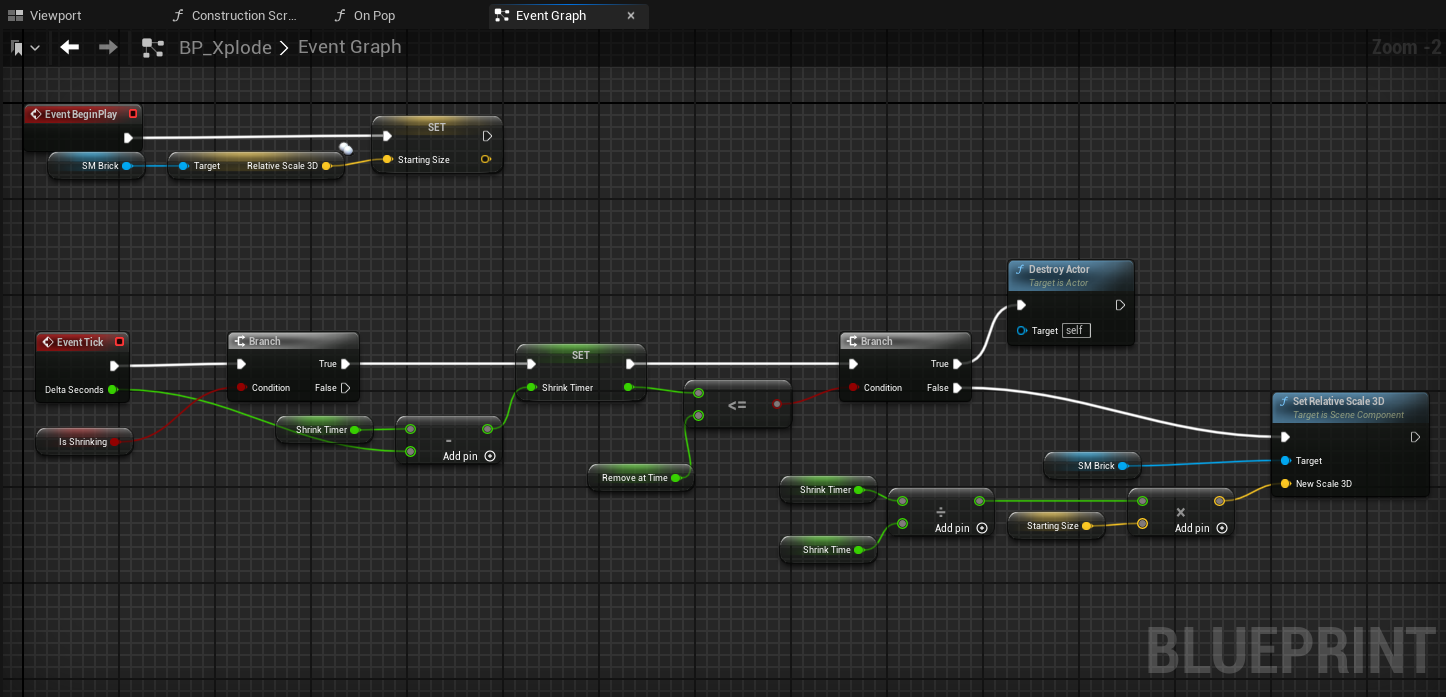 Viewport
Construction Scr...
On Pop
Event Graph
BP_Xplode > Event Graph
Zoom -2
Event BeginPlay
SET
SM Brick
Target
Relative Scale 3D
Starting Size
Destroy Actor
Target is Actor
Target self
Event Tick
Delta Seconds
Is Shrinking
Branch
True
Condition
False
Shrink Timer
-
Add pin
SET
Shrink Timer
<=
Remove at Time
Branch
True
Condition
False
Set Relative Scale 3D
Target is Scene Component
Target
New Scale 3D
SM Brick
Shrink Timer
÷
Add pin
Shrink Time
Starting Size
×
Add pin
BLUEPRINT